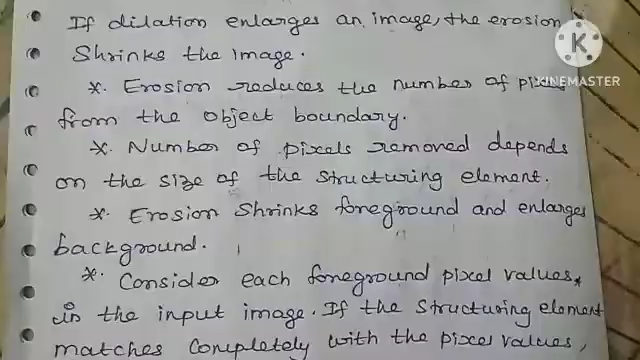 If dilation enlarges an image, the erosion
Shrinks the image.
*. Erosion reduces the number of pixels
from the object boundary.
*. Number of pixels removed depends
on the size of the structuring element.
*. Erosion shrinks foreground and enlarges
background.
*. Consider each foreground pixel values
in the input image. If the structuring element
matches completely with the pixel values,
KINEMASTER